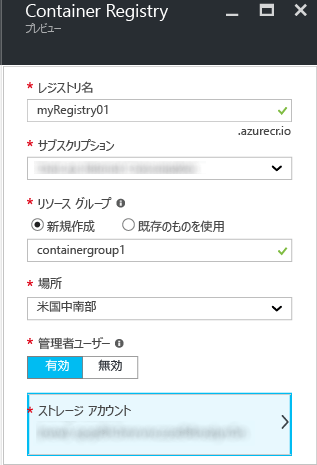 Container Registry
プレビュー
* レジストリ名
myRegistry01
.azurecr.io
* サブスクリプション
* リソース グループ
新規作成 既存のものを使用
containergroup1
* 場所
米国中南部
* 管理者ユーザー
有効 無効
* ストレージ アカウント